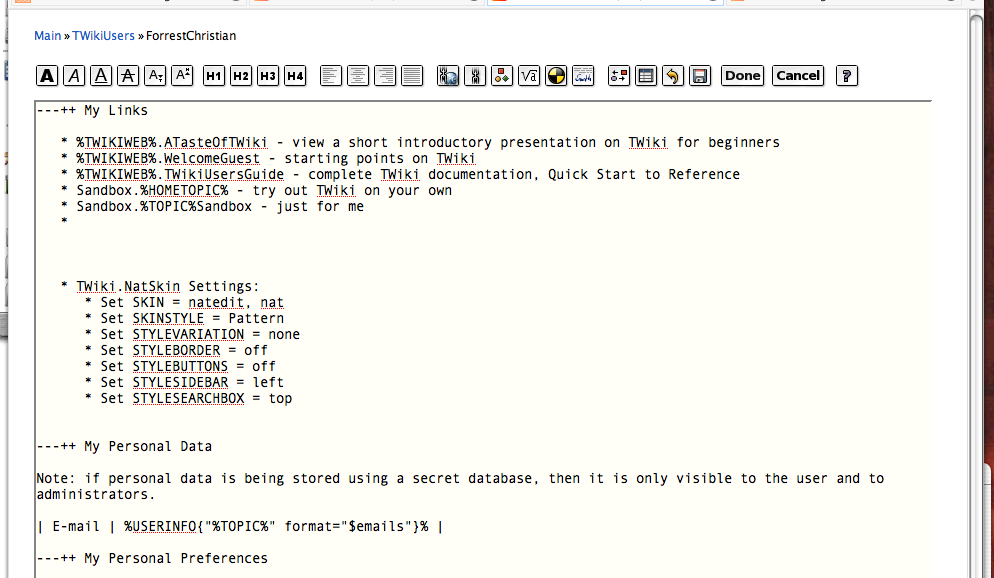 Main » TWikiUsers » ForrestChristian
A A A A AT Ax H1 H2 H3 H4 √a Smith Done Cancel ?
---++ My Links
* %TWIKIWEB%.ATasteOfTWiki - view a short introductory presentation on TWiki for beginners
* %TWIKIWEB%.WelcomeGuest - starting points on TWiki
* %TWIKIWEB%.TWikiUsersGuide - complete TWiki documentation, Quick Start to Reference
* Sandbox.%HOMETOPIC% - try out TWiki on your own
* Sandbox.%TOPIC%Sandbox - just for me
*
* TWiki.NatSkin Settings:
* Set SKIN = natedit, nat
* Set SKINSTYLE = Pattern
* Set STYLEVARIATION = none
* Set STYLEBORDER = off
* Set STYLEBUTTONS = off
* Set STYLESIDEBAR = left
* Set STYLESEARCHBOX = top
---++ My Personal Data
Note: if personal data is being stored using a secret database, then it is only visible to the user and to
administrators.
| E-mail | %USERINFO{"%TOPIC%" format="$emails"}% |
---++ My Personal Preferences